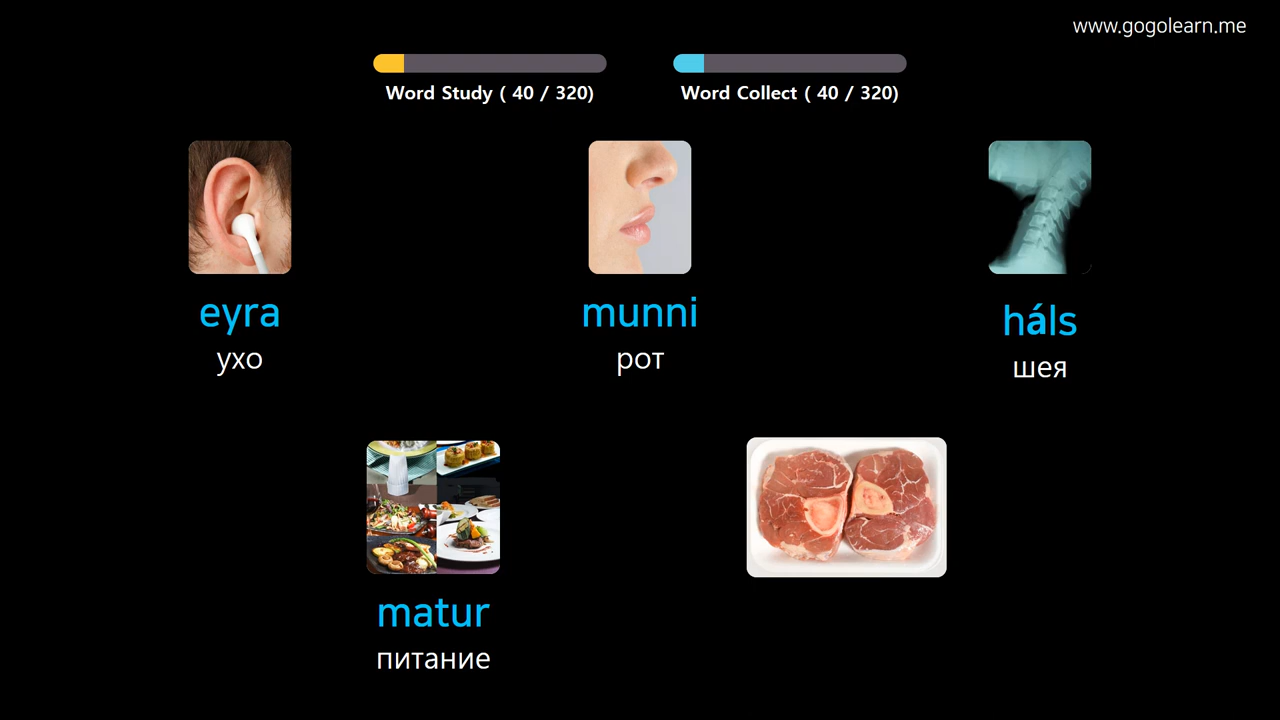 www.gogolearn.me
Word Study ( 40 / 320)
Word Collect ( 40 / 320)
eyra
ухо
munni
рот
háls
шея
matur
питание